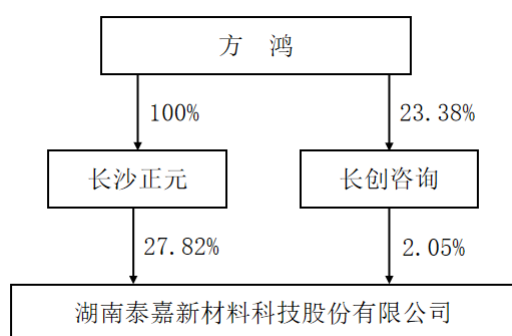 方 鸿
100%
23.38%
长沙正元
长创咨询
27.82%
2.05%
湖南泰嘉新材料科技股份有限公司